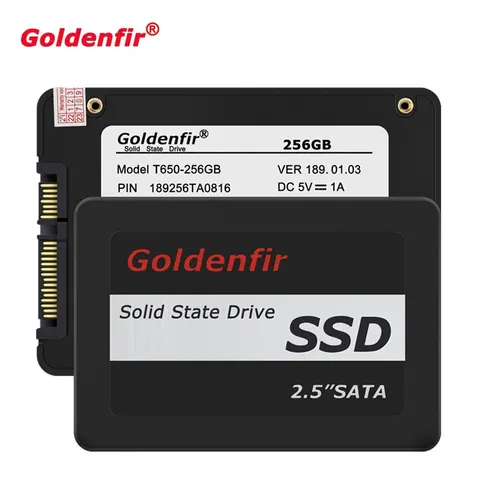 Goldenfir®
Goldenfir®
Solid State Drive
256GB
Model T650-256GB
VER 189.01.03
PIN 189256TA0816
DC 5V⎓1A
Goldenfir
Solid State Drive
SSD
2.5"SATA